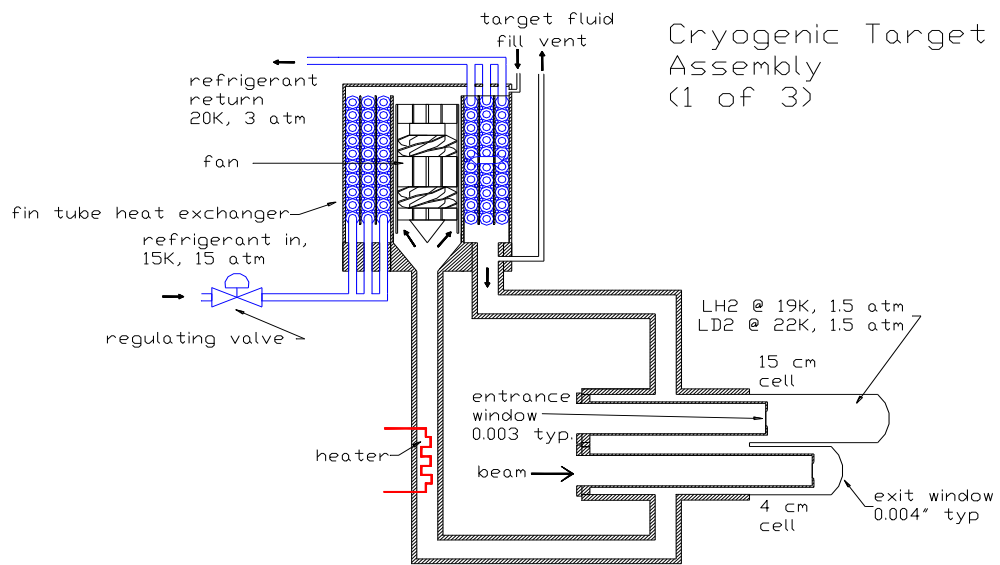 target fluid
fill vent
Cryogenic Target
Assembly
(1 of 3)
refrigerant
return
20K, 3 atm
fan
fin tube heat exchanger
refrigerant in,
15K, 15 atm
regulating valve
LH2 @ 19K, 1.5 atm
LD2 @ 22K, 1.5 atm
15 cm
cell
entrance
window
0.003 typ.
heater
beam
4 cm
cell
exit window
0.004" typ